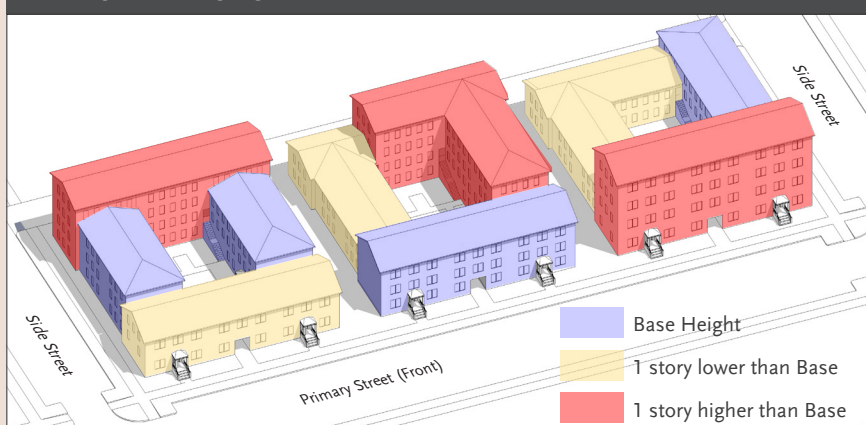 Side Street
Side Street
Primary Street (Front)
Base Height
1 story lower than Base
1 story higher than Base